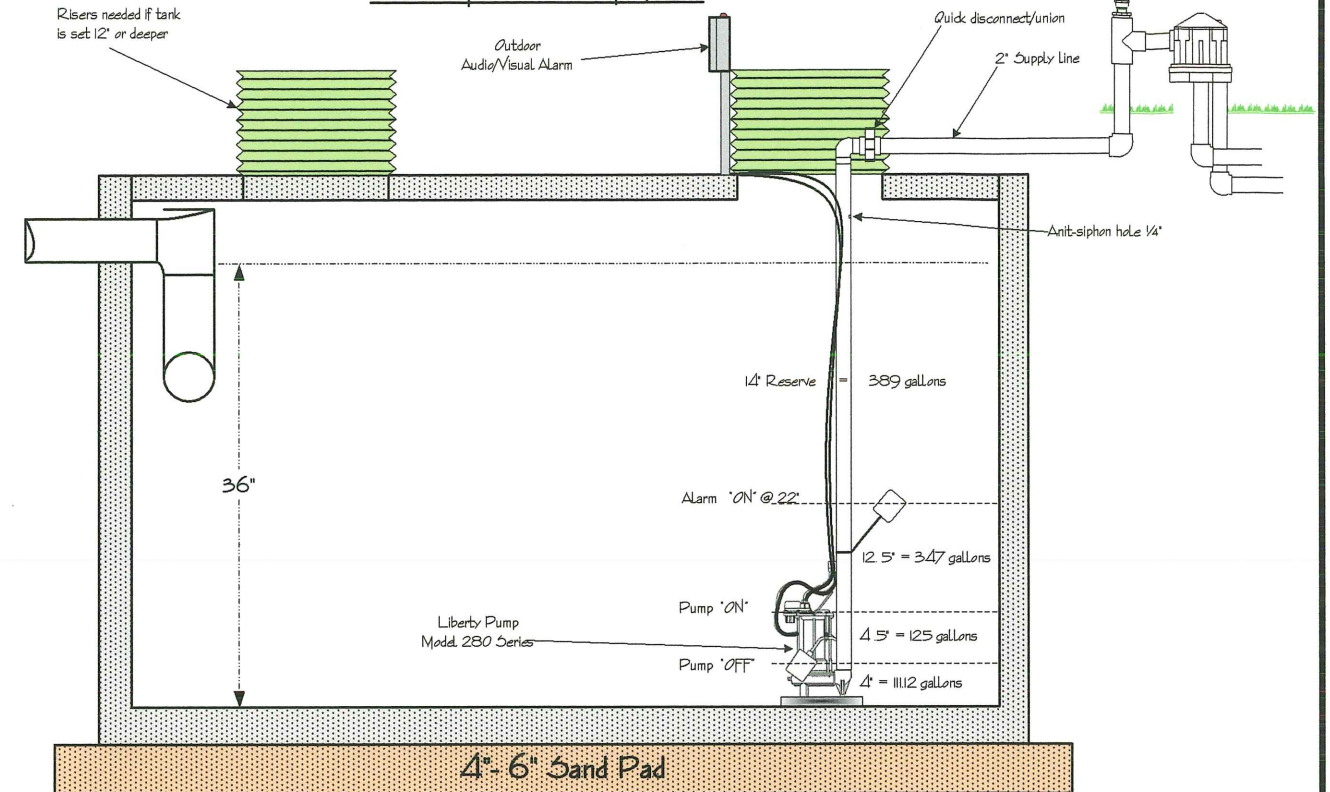 Risers needed if tank
is set 12" or deeper
Outdoor
Audio/Visual Alarm
Quick disconnect/union
2" Supply Line
Anit-siphon hole 1/4"
14" Reserve = 389 gallons
36"
Alarm "ON" @ 22"
12.5" = 347 gallons
Pump "ON"
Liberty Pump
Model 280 Series
4.5" = 125 gallons
Pump "OFF"
4" = 111.12 gallons
4"- 6" Sand Pad